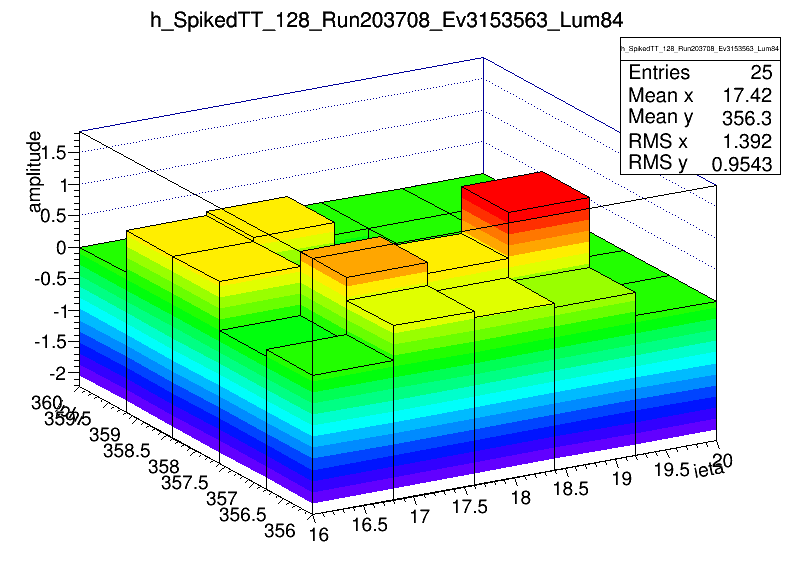 h_SpikedTT_128_Run203708_Ev3153563_Lum84
h_SpikedTT_128_Run203708_Ev3153563_Lum84
Entries 25
Mean x 17.42
Mean y 356.3
RMS x 1.392
RMS y 0.9543
amplitude
1.5
1
0.5
0
-0.5
-1
-1.5
-2
360
359.5
359
358.5
358
357.5
357
356.5
356
16
16.5
17
17.5
18
18.5
19
19.5
20
ieta